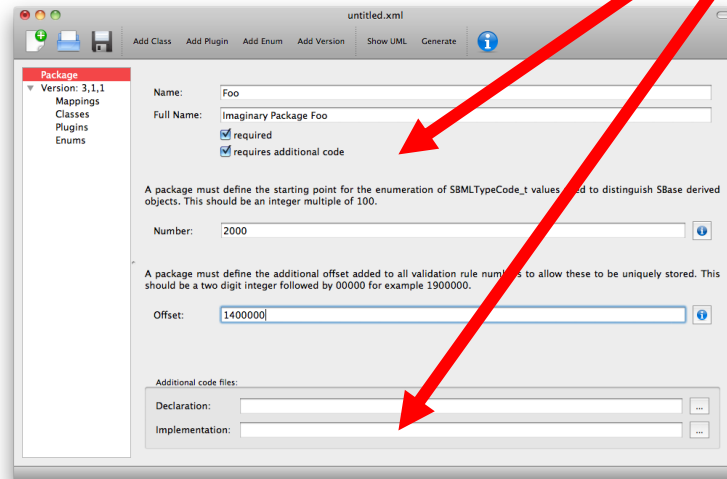 untitled.xml
Add Class Add Plugin Add Enum Add Version Show UML Generate
Package
Version: 3,1,1
Mappings
Classes
Plugins
Enums
Name: Foo
Full Name: Imaginary Package Foo
required
requires additional code
A package must define the starting point for the enumeration of SBMLTypeCode_t values to distinguish SBase derived
objects. This should be an integer multiple of 100.
Number: 2000
A package must define the additional offset added to all validation rule numbers to allow these to be uniquely stored. This
should be a two digit integer followed by 00000 for example 1900000.
Offset: 1400000
Additional code files:
Declaration: ...
Implementation: ...